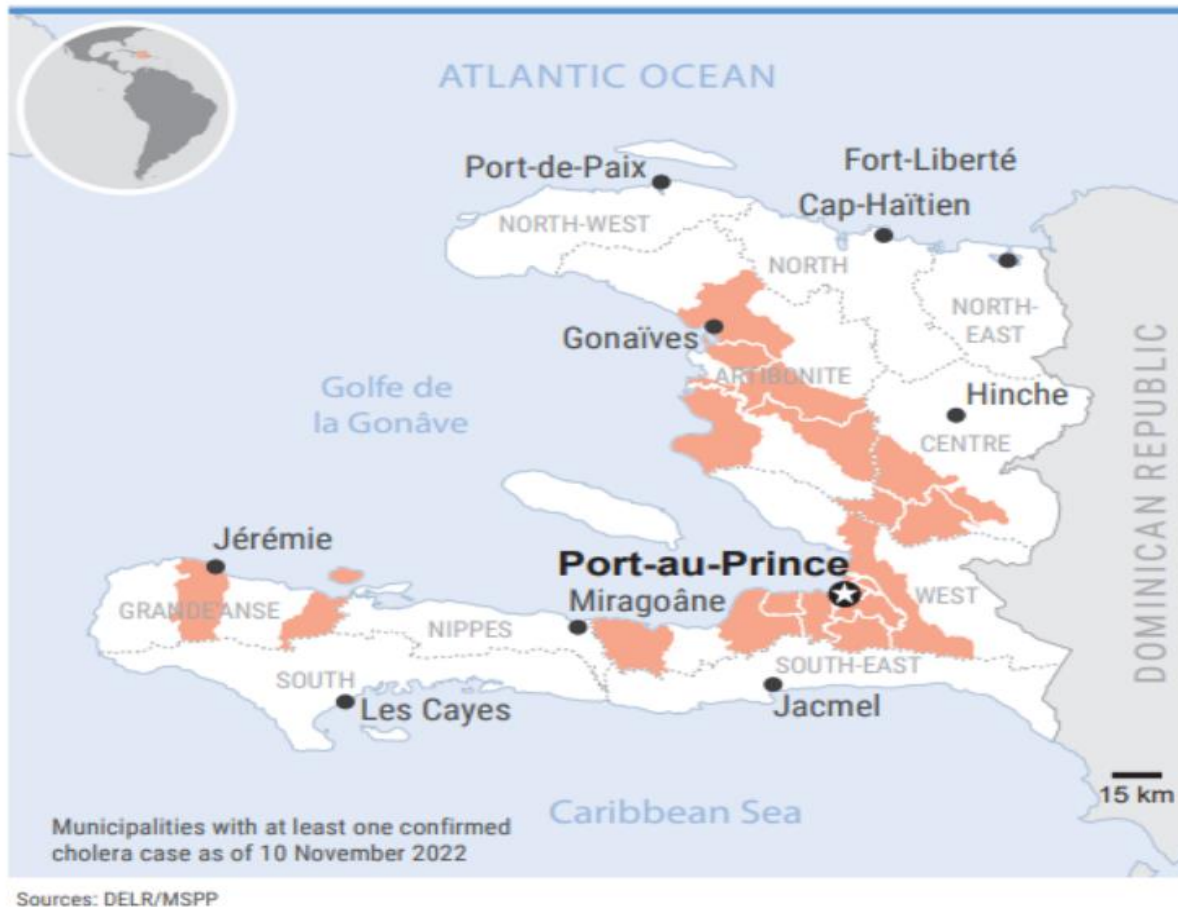 ATLANTIC OCEAN
Port-de-Paix
Fort-Liberté
Cap-Haïtien
NORTH-WEST
NORTH
NORTH-
EAST
Gonaïves
ARTIBONITE
Golfe de
la Gonâve
Hinche
CENTRE
DOMINICAN REPUBLIC
Jérémie
Port-au-Prince
Miragoâne
WEST
GRANDE'ANSE
NIPPES
SOUTH-EAST
SOUTH
Les Cayes
Jacmel
15 km
Caribbean Sea
Municipalities with at least one confirmed
cholera case as of 10 November 2022
Sources: DELR/MSPP